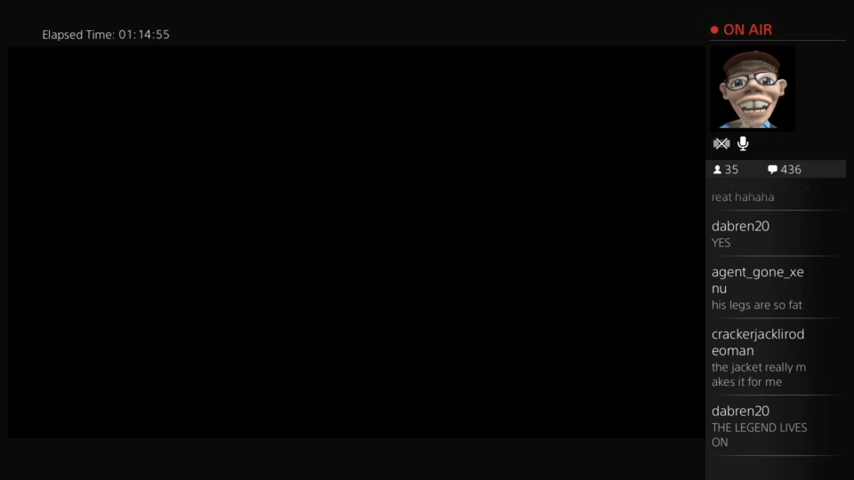 Elapsed Time: 01:14:55
ON AIR
35 436
reat hahaha
dabren20
YES
agent_gone_xe
nu
his legs are so fat
crackerjacklirod
eoman
the jacket really m
akes it for me
dabren20
THE LEGEND LIVES
ON